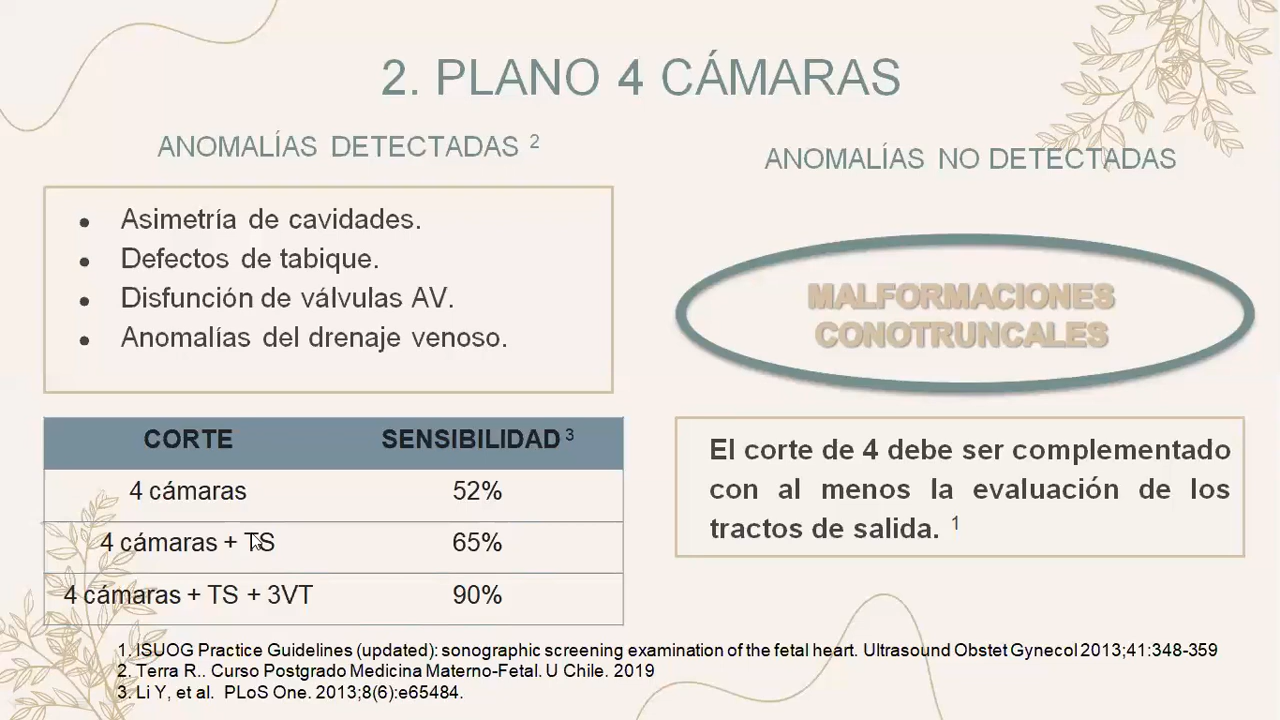 2. PLANO 4 CÁMARAS
ANOMALÍAS DETECTADAS 2
● Asimetría de cavidades.
● Defectos de tabique.
● Disfunción de válvulas AV.
● Anomalías del drenaje venoso.
CORTE SENSIBILIDAD 3
4 cámaras 52%
4 cámaras + TS 65%
4 cámaras + TS + 3VT 90%
ANOMALÍAS NO DETECTADAS
MALFORMACIONES
CONOTRUNCALES
El corte de 4 debe ser complementado
con al menos la evaluación de los
tractos de salida. 1
1. ISUOG Practice Guidelines (updated): sonographic screening examination of the fetal heart. Ultrasound Obstet Gynecol 2013;41:348-359
2. Terra R.. Curso Postgrado Medicina Materno-Fetal. U Chile. 2019
3. Li Y, et al. PLoS One. 2013;8(6):e65484.